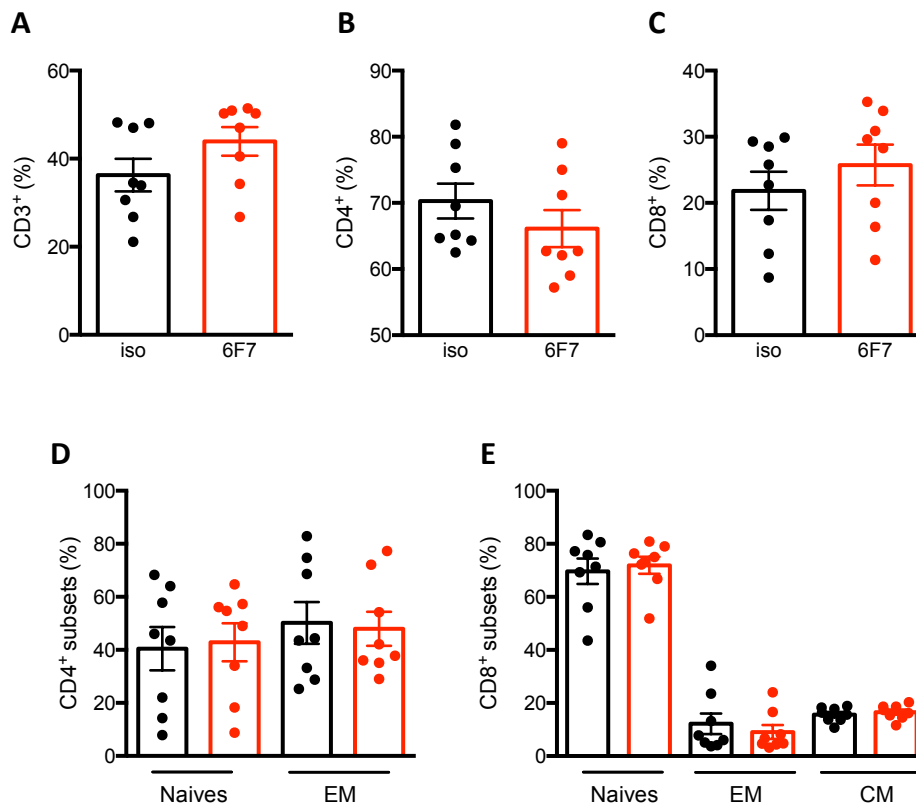 A
B
C
CD3+ (%)
60
40
20
0
iso
6F7
CD4+ (%)
90
80
70
60
50
iso
6F7
CD8+ (%)
40
30
20
10
0
iso
6F7
D
E
CD4+ subsets (%)
100
80
60
40
20
0
Naives
EM
CD8+ subsets (%)
100
80
60
40
20
0
Naives
EM
CM